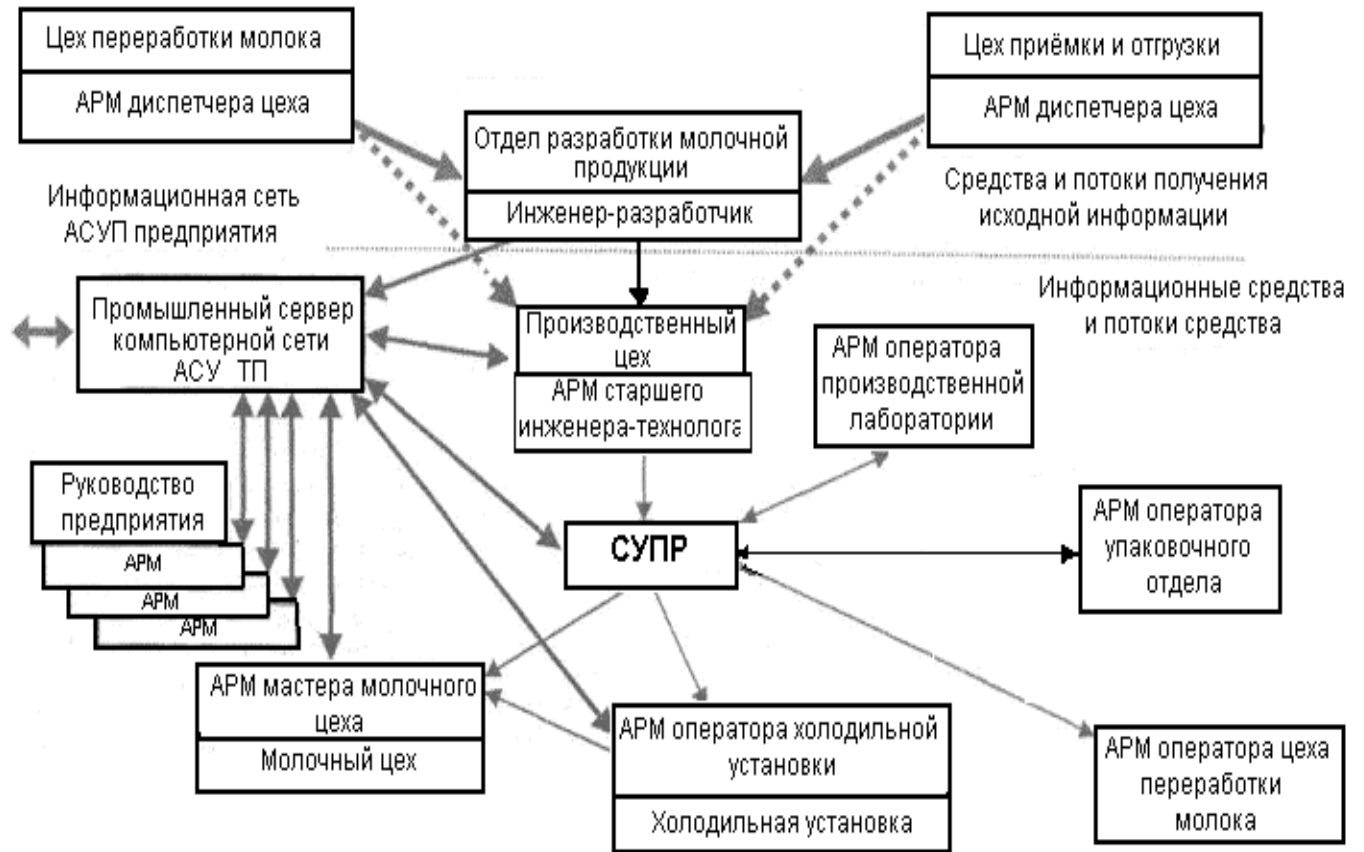 Цех переработки молока
АРМ диспетчера цеха
Цех приёмки и отгрузки
АРМ диспетчера цеха
Отдел разработки молочной
продукции
Инженер-разработчик
Информационная сеть
АСУП предприятия
Средства и потоки получения
исходной информации
Информационные средства
и потоки средства
Промышленный сервер
компьютерной сети
АСУ ТП
Производственный
цех
АРМ старшего
инженера-технолога
АРМ оператора
производственной
лаборатории
Руководство
предприятия
АРМ
АРМ
АРМ
СУПР
АРМ оператора
упаковочного
отдела
АРМ мастера молочного
цеха
Молочный цех
АРМ оператора холодильной
установки
Холодильная установка
АРМ оператора цеха
переработки
молока